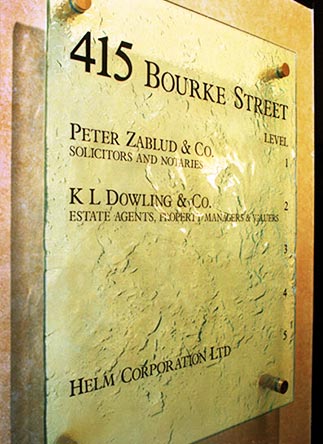 415 BOURKE STREET
LEVEL
PETER ZABLUD & CO. 1
SOLICITORS AND NOTARIES
K L DOWLING & CO. 2
ESTATE AGENTS, PROPERTY MANAGERS & VALUERS
3
4
5
HELM CORPORATION LTD